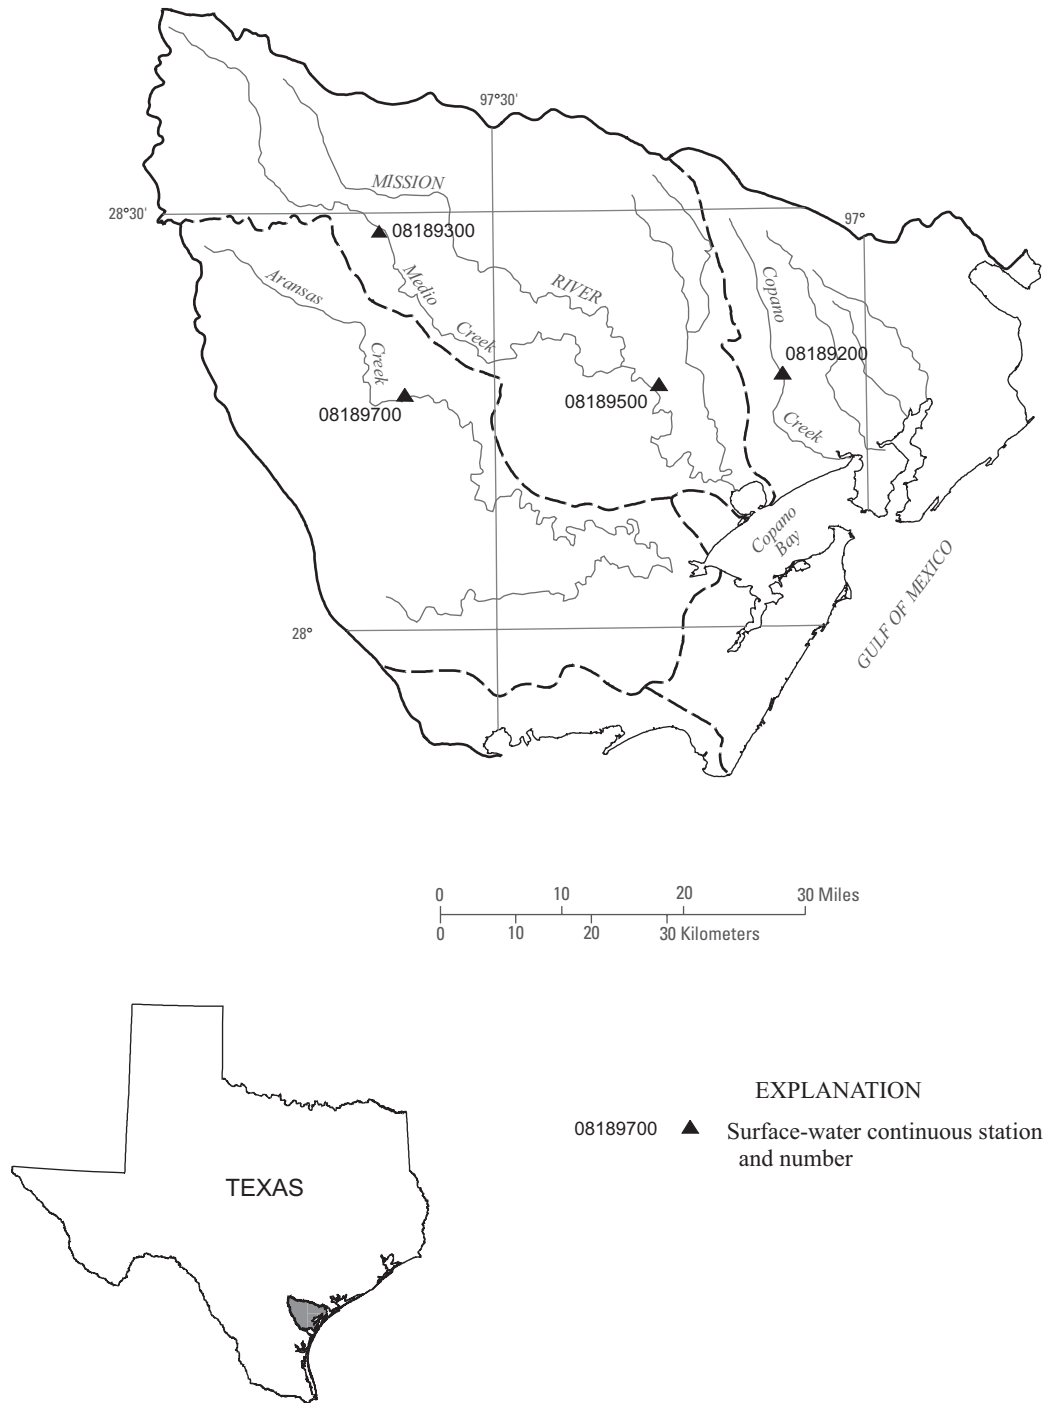 97°30'
MISSION
28°30'
97°
08189300
Aransas
Medio
RIVER
Copano
Creek
Creek
08189200
08189700
08189500
Creek
Copano
Bay
GULF OF MEXICO
28°
0 10 20 30 Miles
0 10 20 30 Kilometers
EXPLANATION
08189700 Surface-water continuous station
and number
TEXAS